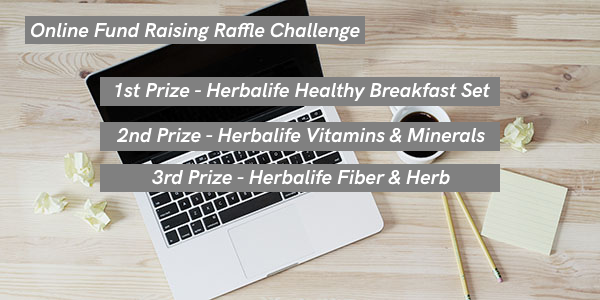 Online Fund Raising Raffle Challenge
1st Prize - Herbalife Healthy Breakfast Set
2nd Prize - Herbalife Vitamins & Minerals
3rd Prize - Herbalife Fiber & Herb